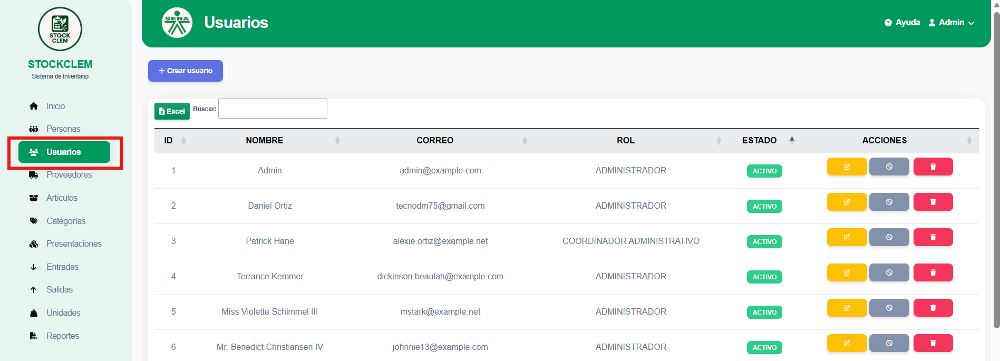 STOCK
CLEM
STOCKCLEM
Sistema de Inventario
Inicio
Personas
Usuarios
Proveedores
Artículos
Categorías
Presentaciones
Entradas
Salidas
Unidades
Reportes
SENA
Usuarios
Ayuda Admin
+ Crear usuario
Excel Buscar:
ID NOMBRE CORREO ROL ESTADO ACCIONES
1 Admin admin@example.com ADMINISTRADOR ACTIVO
2 Daniel Ortiz tecnodm75@gmail.com ADMINISTRADOR ACTIVO
3 Patrick Hane alexie.ortiz@example.net COORDINADOR ADMINISTRATIVO ACTIVO
4 Terrance Kemmer dickinson.beaulah@example.com ADMINISTRADOR ACTIVO
5 Miss Violette Schimmel III mstark@example.net ADMINISTRADOR ACTIVO
6 Mr. Benedict Christiansen IV johnnie13@example.com ADMINISTRADOR ACTIVO